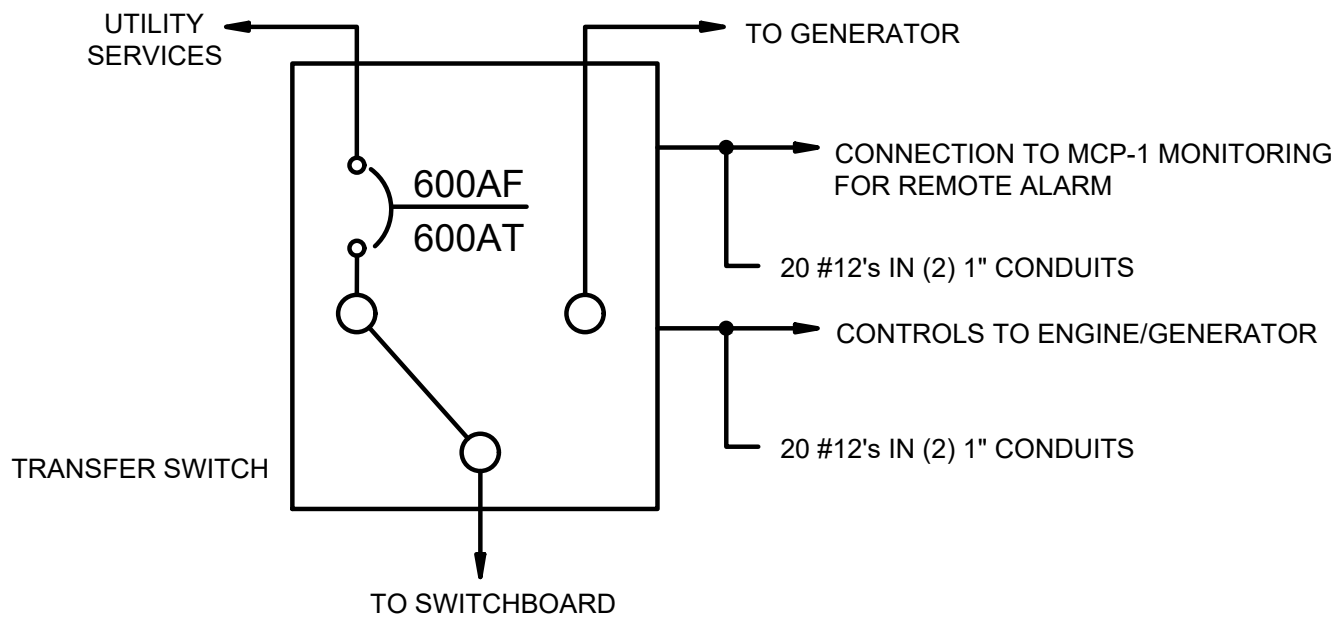 UTILITY
SERVICES
TO GENERATOR
CONNECTION TO MCP-1 MONITORING
FOR REMOTE ALARM
600AF
600AT
20 #12's IN (2) 1" CONDUITS
CONTROLS TO ENGINE/GENERATOR
20 #12's IN (2) 1" CONDUITS
TRANSFER SWITCH
TO SWITCHBOARD